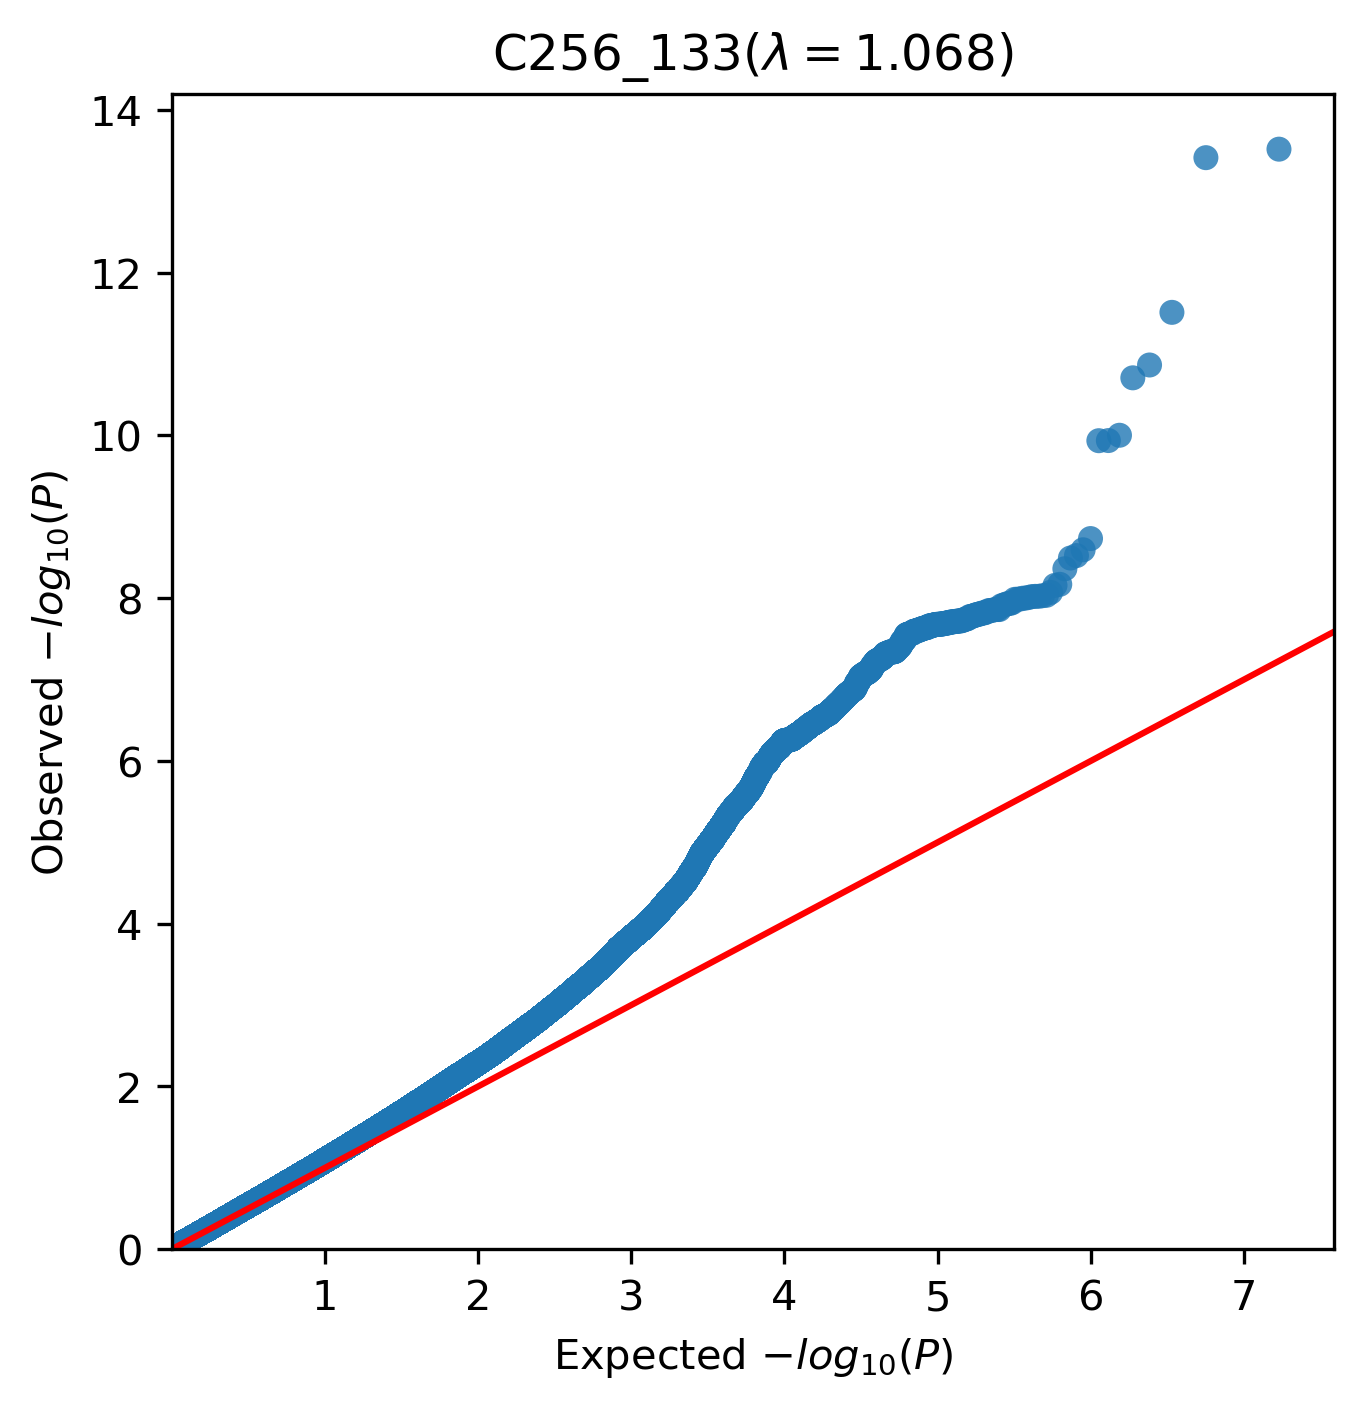 C256_133(λ = 1.068)
14
12
10
8
6
4
2
0
Observed −log₁₀(P)
1 2 3 4 5 6 7
Expected −log₁₀(P)